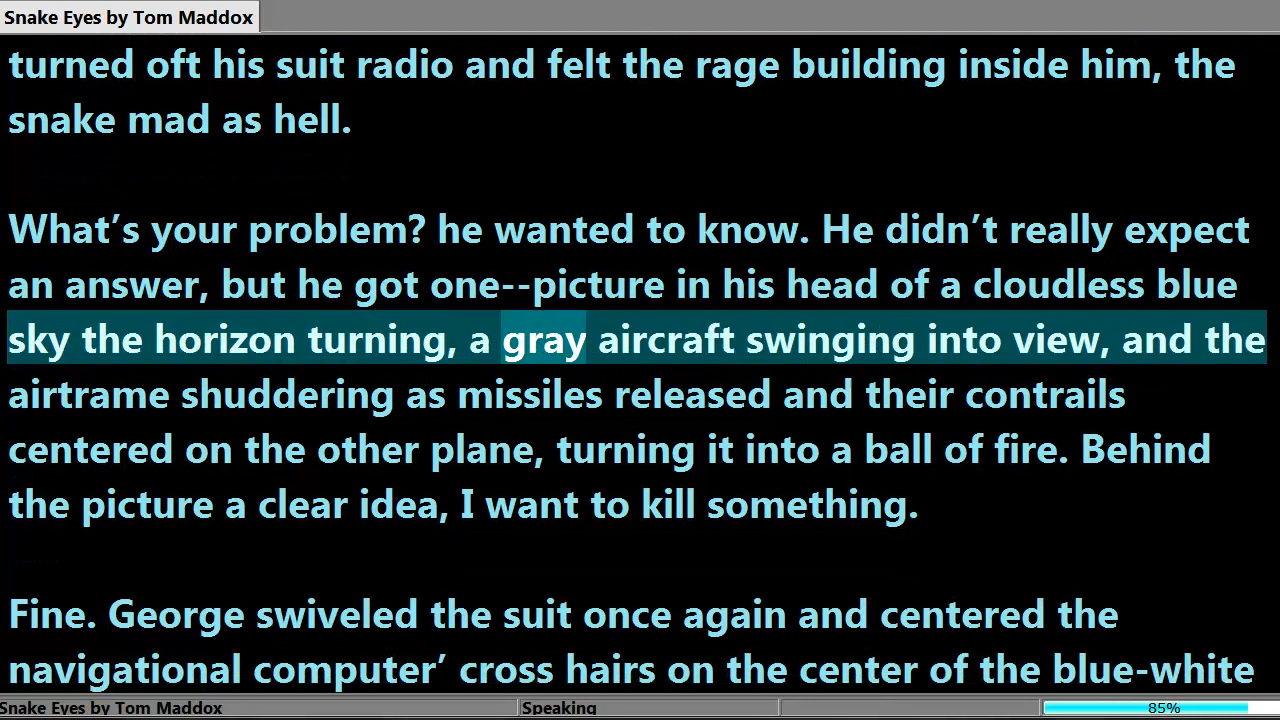 Snake Eyes by Tom Maddox
turned oft his suit radio and felt the rage building inside him, the
snake mad as hell.
What’s your problem? he wanted to know. He didn’t really expect
an answer, but he got one--picture in his head of a cloudless blue
sky the horizon turning, a gray aircraft swinging into view, and the
airtrame shuddering as missiles released and their contrails
centered on the other plane, turning it into a ball of fire. Behind
the picture a clear idea, I want to kill something.
Fine. George swiveled the suit once again and centered the
navigational computer’ cross hairs on the center of the blue-white
Snake Eyes by Tom Maddox
Speaking
85%